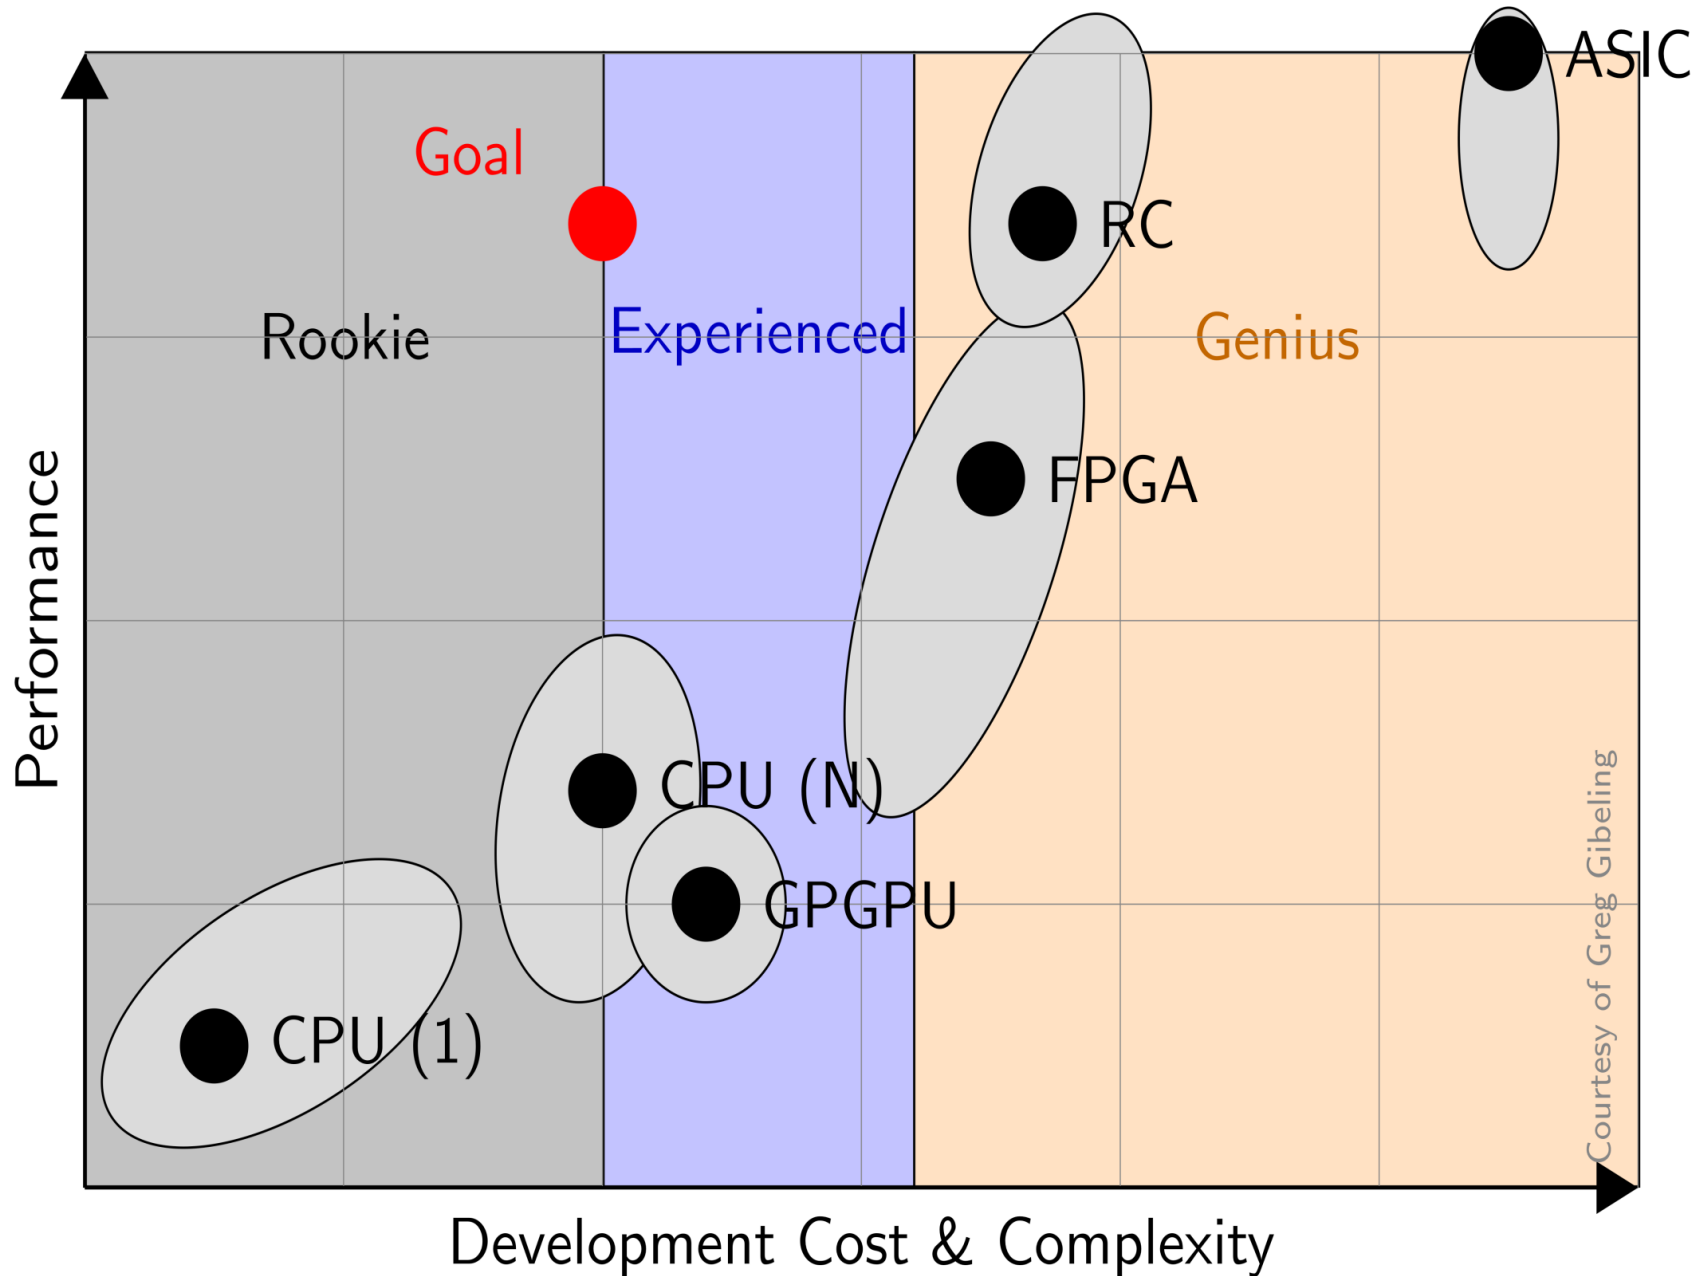 ASIC
Goal
RC
Rookie
Experienced
Genius
FPGA
Performance
CPU (N)
GPGPU
CPU (1)
Courtesy of Greg Gibeling
Development Cost & Complexity